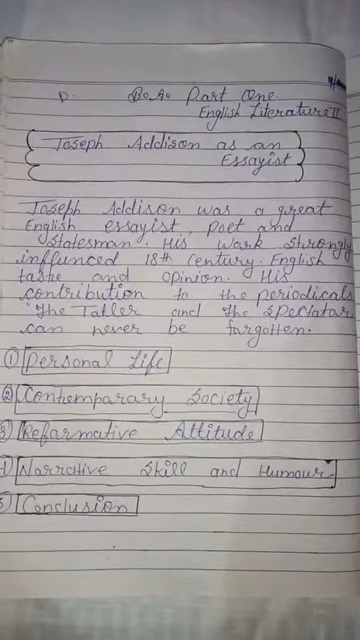 B.A. Part One
English Literature II
Joseph Addison as an
Essayist
Joseph Addison was a great
English essayist, poet and
Statesman. His work strongly
influnced 18th Century. English
taste and opinion. His
contribution to the periodicals
"The Tatler and The Spectator
can never be forgotten.
① Personal Life
② Contemparary Society
3) Reformative Attitude
4) Narrative Skill and Humour
5) Conclusion